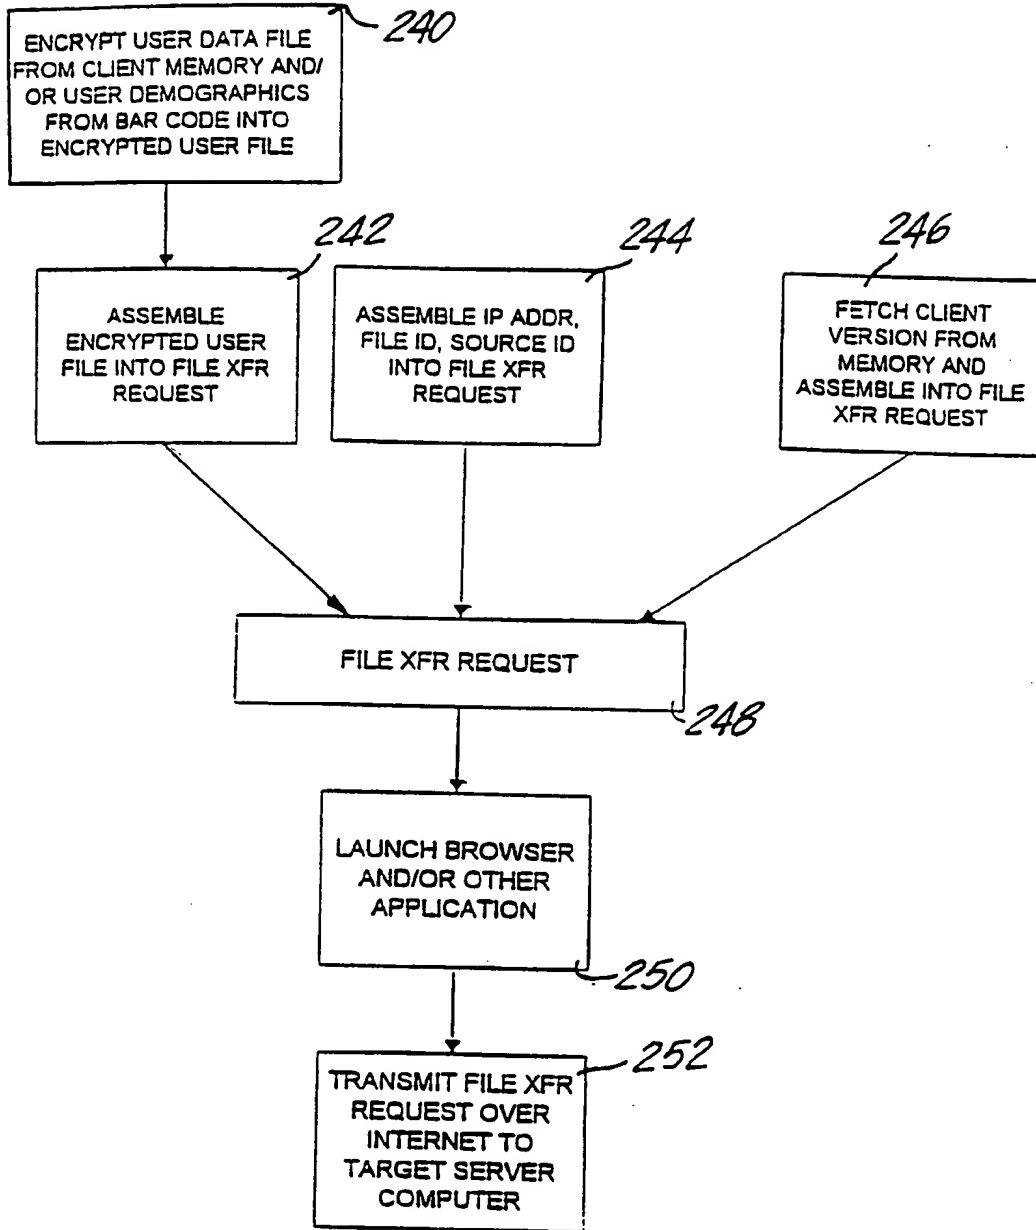 240
ENCRYPT USER DATA FILE
FROM CLIENT MEMORY AND/
OR USER DEMOGRAPHICS
FROM BAR CODE INTO
ENCRYPTED USER FILE
242
ASSEMBLE
ENCRYPTED USER
FILE INTO FILE XFR
REQUEST
244
ASSEMBLE IP ADDR,
FILE ID, SOURCE ID
INTO FILE XFR
REQUEST
246
FETCH CLIENT
VERSION FROM
MEMORY AND
ASSEMBLE INTO FILE
XFR REQUEST
FILE XFR REQUEST
248
LAUNCH BROWSER
AND/OR OTHER
APPLICATION
250
252
TRANSMIT FILE XFR
REQUEST OVER
INTERNET TO
TARGET SERVER
COMPUTER